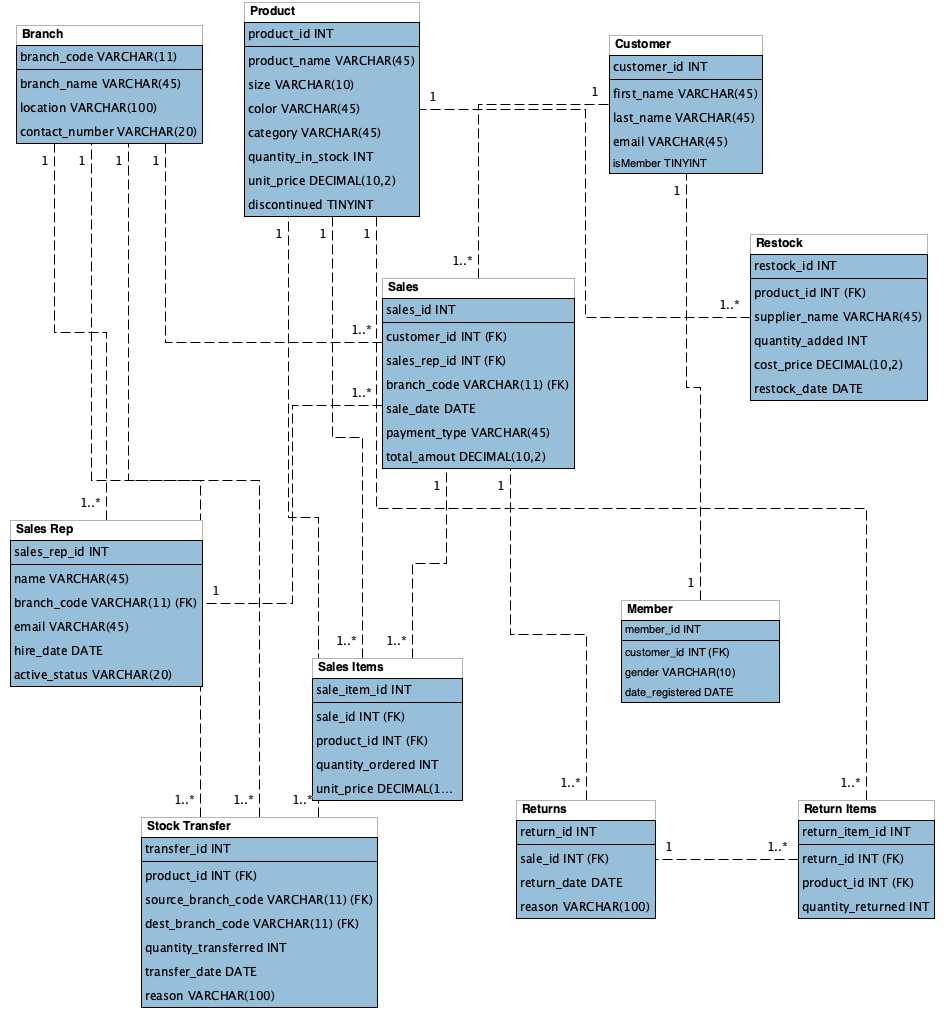 Branch
branch_code VARCHAR(11)
branch_name VARCHAR(45)
location VARCHAR(100)
contact_number VARCHAR(20)
1
1
1
1
Product
product_id INT
product_name VARCHAR(45)
size VARCHAR(10)
color VARCHAR(45)
category VARCHAR(45)
quantity_in_stock INT
unit_price DECIMAL(10,2)
discontinued TINYINT
1
1
1
1
Customer
customer_id INT
first_name VARCHAR(45)
last_name VARCHAR(45)
email VARCHAR(45)
isMember TINYINT
1
1
Restock
restock_id INT
product_id INT (FK)
supplier_name VARCHAR(45)
quantity_added INT
cost_price DECIMAL(10,2)
restock_date DATE
1..*
1..*
Sales
sales_id INT
customer_id INT (FK)
sales_rep_id INT (FK)
branch_code VARCHAR(11) (FK)
sale_date DATE
payment_type VARCHAR(45)
total_amout DECIMAL(10,2)
1..*
1..*
1
1
1..*
Sales Rep
sales_rep_id INT
name VARCHAR(45)
branch_code VARCHAR(11) (FK)
email VARCHAR(45)
hire_date DATE
active_status VARCHAR(20)
1
1
Member
member_id INT
customer_id INT (FK)
gender VARCHAR(10)
date_registered DATE
1..*
1..*
Sales Items
sale_item_id INT
sale_id INT (FK)
product_id INT (FK)
quantity_ordered INT
unit_price DECIMAL(1...
1..*
1..*
1..*
Stock Transfer
transfer_id INT
product_id INT (FK)
source_branch_code VARCHAR(11) (FK)
dest_branch_code VARCHAR(11) (FK)
quantity_transferred INT
transfer_date DATE
reason VARCHAR(100)
1..*
Returns
return_id INT
sale_id INT (FK)
return_date DATE
reason VARCHAR(100)
1
1..*
1..*
Return Items
return_item_id INT
return_id INT (FK)
product_id INT (FK)
quantity_returned INT